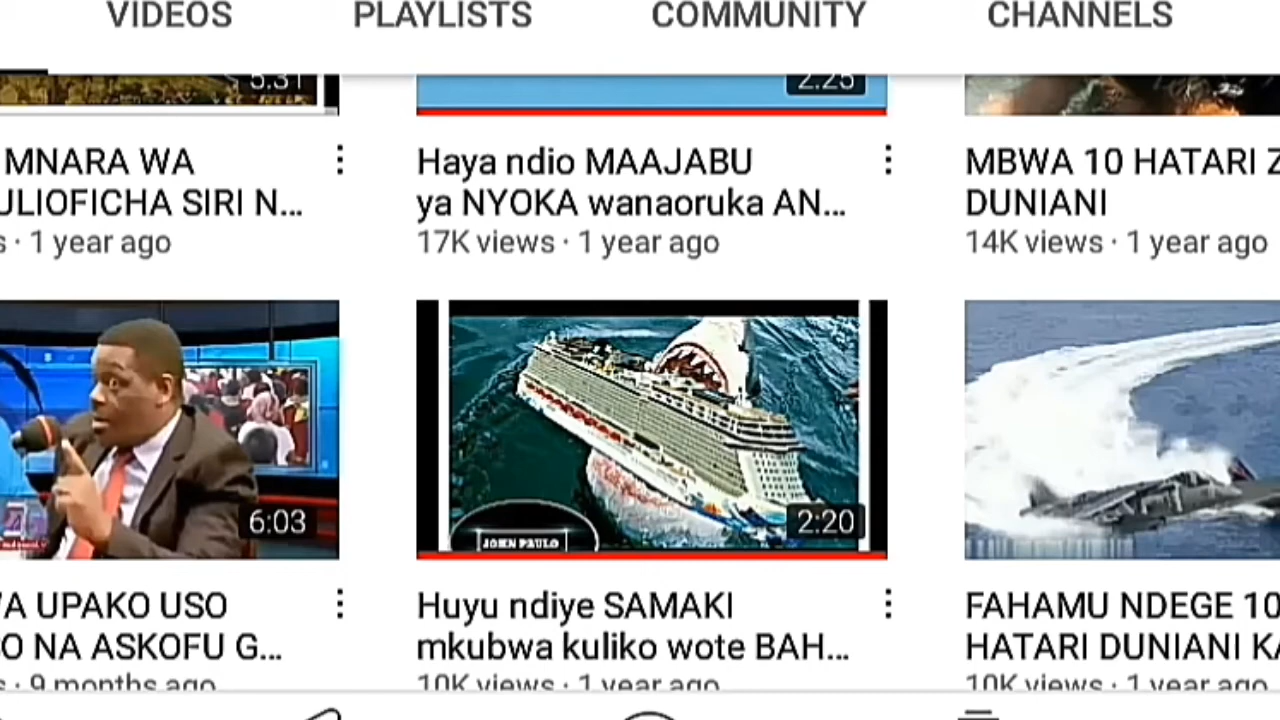 VIDEOS PLAYLISTS COMMUNITY CHANNELS
5:31 2:25
MNARA WA
ULIOFICHA SIRI N...
s · 1 year ago
Haya ndio MAAJABU
ya NYOKA wanaoruka AN...
17K views · 1 year ago
MBWA 10 HATARI Z
DUNIANI
14K views · 1 year ago
6:03
JOHN PAULO
2:20
VA UPAKO USO
SO NA ASKOFU G...
s · 9 months ago
Huyu ndiye SAMAKI
mkubwa kuliko wote BAH...
10K views · 1 year ago
FAHAMU NDEGE 10
HATARI DUNIANI KA
10K views · 1 year ago